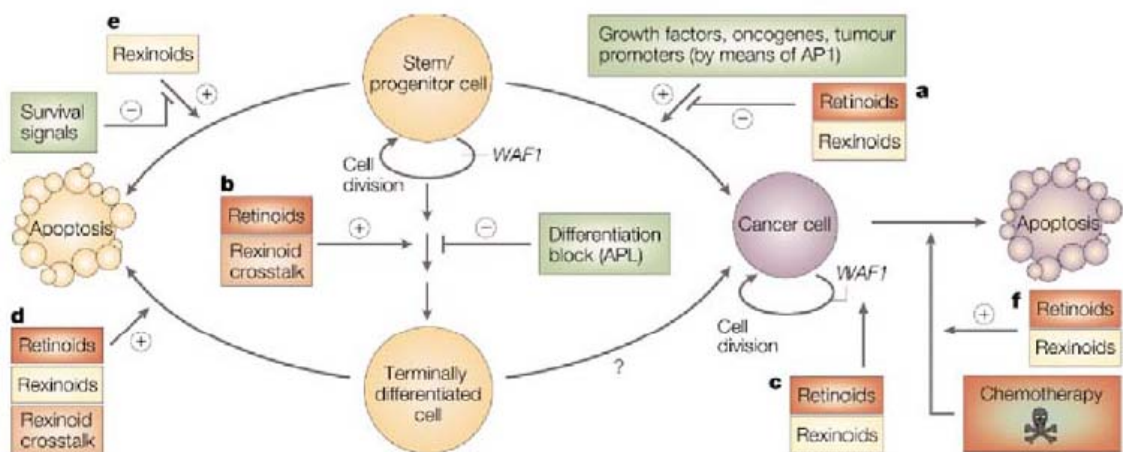 e
Rexinoids
Survival
signals
−
+
Apoptosis
Stem/
progenitor cell
Cell
division
WAF1
Growth factors, oncogenes, tumour
promoters (by means of AP1)
+
−
a
Retinoids
Rexinoids
b
Retinoids
Rexinoid
crosstalk
+
−
Differentiation
block (APL)
Cancer cell
WAF1
Cell
division
Apoptosis
d
Retinoids
Rexinoids
Rexinoid
crosstalk
+
Terminally
differentiated
cell
?
c
Retinoids
Rexinoids
f
+
Retinoids
Rexinoids
Chemotherapy